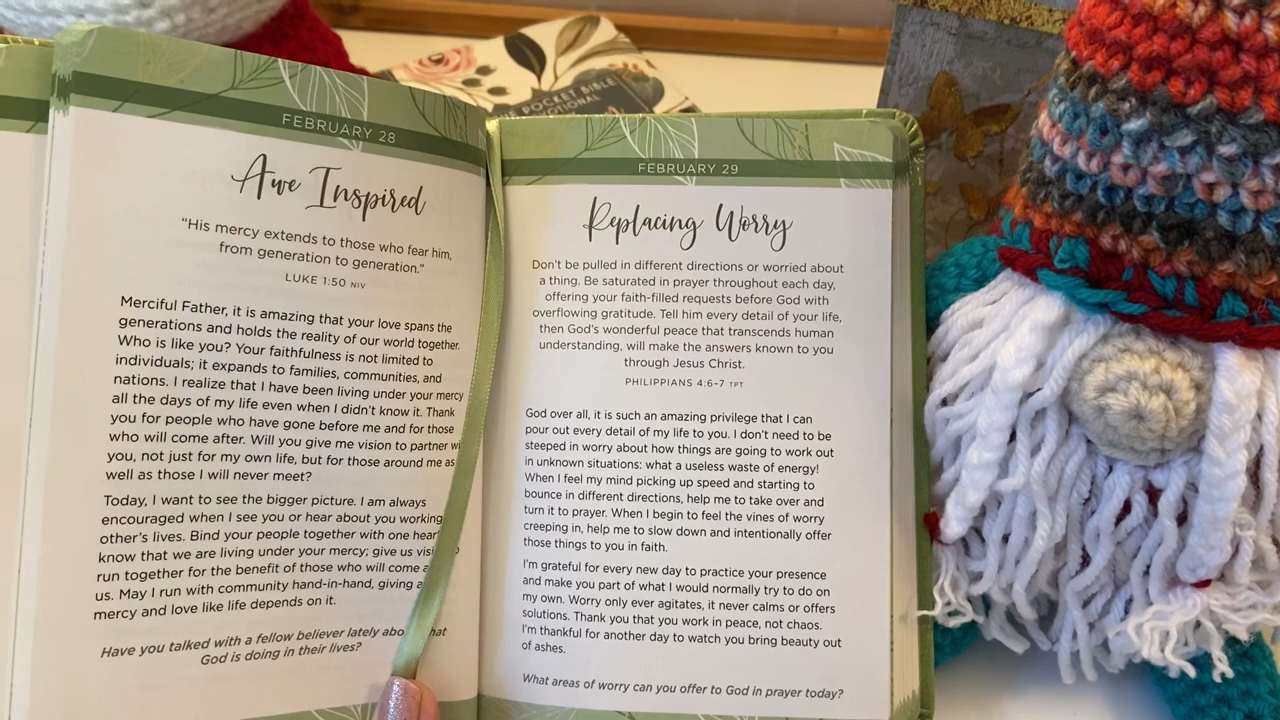 THE POCKET BIBLE
DEVOTIONAL
FEBRUARY 28
Awe Inspired
"His mercy extends to those who fear him,
from generation to generation."
LUKE 1:50 NIV
Merciful Father, it is amazing that your love spans the
generations and holds the reality of our world together.
Who is like you? Your faithfulness is not limited to
individuals; it expands to families, communities, and
nations. I realize that I have been living under your mercy
all the days of my life even when I didn't know it. Thank
you for people who have gone before me and for those
who will come after. Will you give me vision to partner
you, not just for my own life, but for those around me as
well as those I will never meet?
Today, I want to see the bigger picture. I am always
encouraged when I see you or hear about you working
other's lives. Bind your people together with one heart
know that we are living under your mercy; give us
run together for the benefit of those who will come
us. May I run with community hand-in-hand, giving
mercy and love like life depends on it.
Have you talked with a fellow believer lately
God is doing in their lives?
FEBRUARY 29
Replacing Worry
Don't be pulled in different directions or worried about
a thing. Be saturated in prayer throughout each day,
offering your faith-filled requests before God with
overflowing gratitude. Tell him every detail of your life,
then God's wonderful peace that transcends human
understanding, will make the answers known to you
through Jesus Christ.
PHILIPPIANS 4:6–7 TPT
God over all, it is such an amazing privilege that I can
pour out every detail of my life to you. I don't need to be
steeped in worry about how things are going to work out
in unknown situations: what a useless waste of energy!
When I feel my mind picking up speed and starting to
bounce in different directions, help me to take over and
turn it to prayer. When I begin to feel the vines of worry
creeping in, help me to slow down and intentionally offer
those things to you in faith.
I'm grateful for every new day to practice your presence
and make you part of what I would normally try to do on
my own. Worry only ever agitates, it never calms or offers
solutions. Thank you that you work in peace, not chaos.
I'm thankful for another day to watch you bring beauty out
of ashes.
What areas of worry can you offer to God in prayer today?